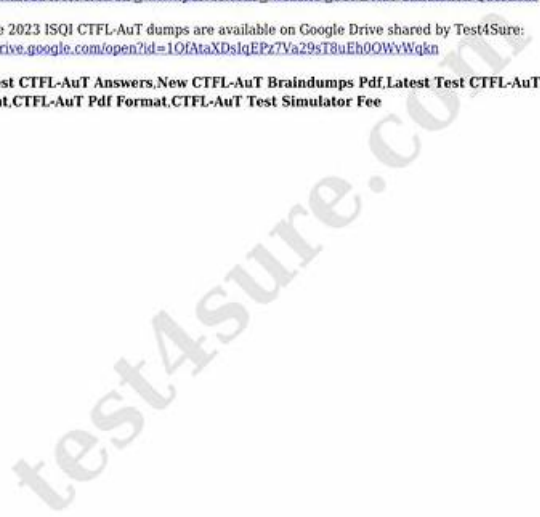 e 2023 ISQI CTFL-AuT dumps are available on Google Drive shared by Test4Sure:
rive.google.com/open?id=1OfAtaXDsIqEPz7Va29sT8uEh0OWvWqkn
st CTFL-AuT Answers,New CTFL-AuT Braindumps Pdf,Latest Test CTFL-AuT
t,CTFL-AuT Pdf Format,CTFL-AuT Test Simulator Fee
test4sure.com